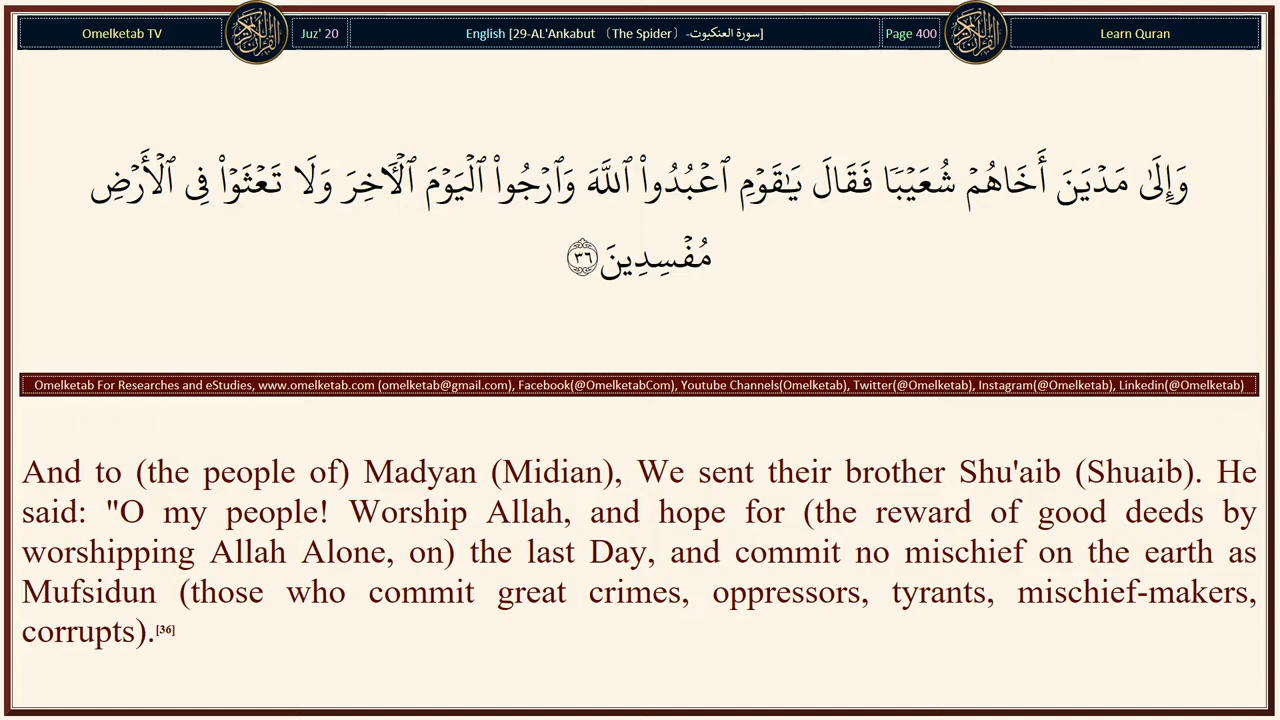 Omelketab TV
Juz' 20
English [29-AL'Ankabut (The Spider) -سورة العنكبوت]
Page 400
Learn Quran
وَإِلَىٰ مَدۡيَنَ أَخَاهُمۡ شُعَيۡبٗا فَقَالَ يَٰقَوۡمِ ٱعۡبُدُواْ ٱللَّهَ وَٱرۡجُواْ ٱلۡيَوۡمَ ٱلۡأٓخِرَ وَلَا تَعۡثَوۡاْ فِي ٱلۡأَرۡضِ
مُفۡسِدِينَ ٣٦
Omelketab For Researches and eStudies, www.omelketab.com (omelketab@gmail.com), Facebook(@OmelketabCom), Youtube Channels(Omelketab), Twitter(@Omelketab), Instagram(@Omelketab), Linkedin(@Omelketab)
And to (the people of) Madyan (Midian), We sent their brother Shu'aib (Shuaib). He
said: "O my people! Worship Allah, and hope for (the reward of good deeds by
worshipping Allah Alone, on) the last Day, and commit no mischief on the earth as
Mufsidun (those who commit great crimes, oppressors, tyrants, mischief-makers,
corrupts).[36]